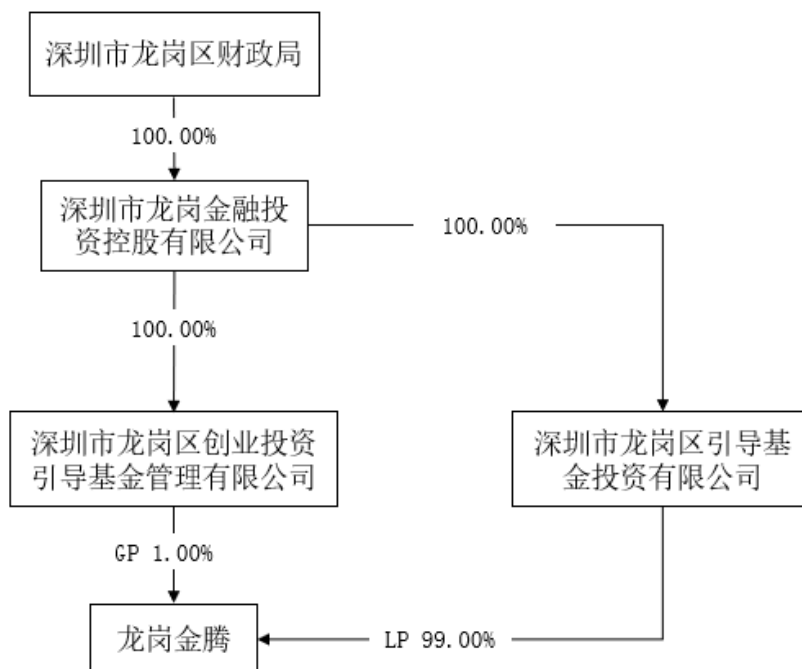 深圳市龙岗区财政局
100.00%
深圳市龙岗金融投
资控股有限公司
100.00%
100.00%
深圳市龙岗区创业投资
引导基金管理有限公司
深圳市龙岗区引导基
金投资有限公司
GP 1.00%
龙岗金腾
LP 99.00%